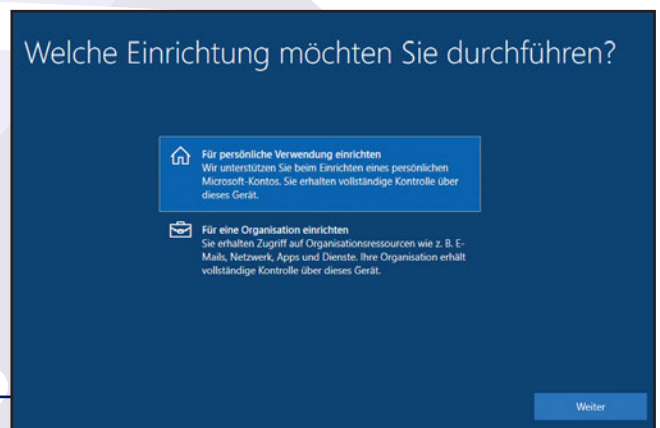 Welche Einrichtung möchten Sie durchführen?
Für persönliche Verwendung einrichten
Wir unterstützen Sie beim Einrichten eines persönlichen
Microsoft-Kontos. Sie erhalten vollständige Kontrolle über
dieses Gerät.
Für eine Organisation einrichten
Sie erhalten Zugriff auf Organisationsressourcen wie z. B. E-
Mails, Netzwerk, Apps und Dienste. Ihre Organisation erhält
vollständige Kontrolle über dieses Gerät.
Weiter